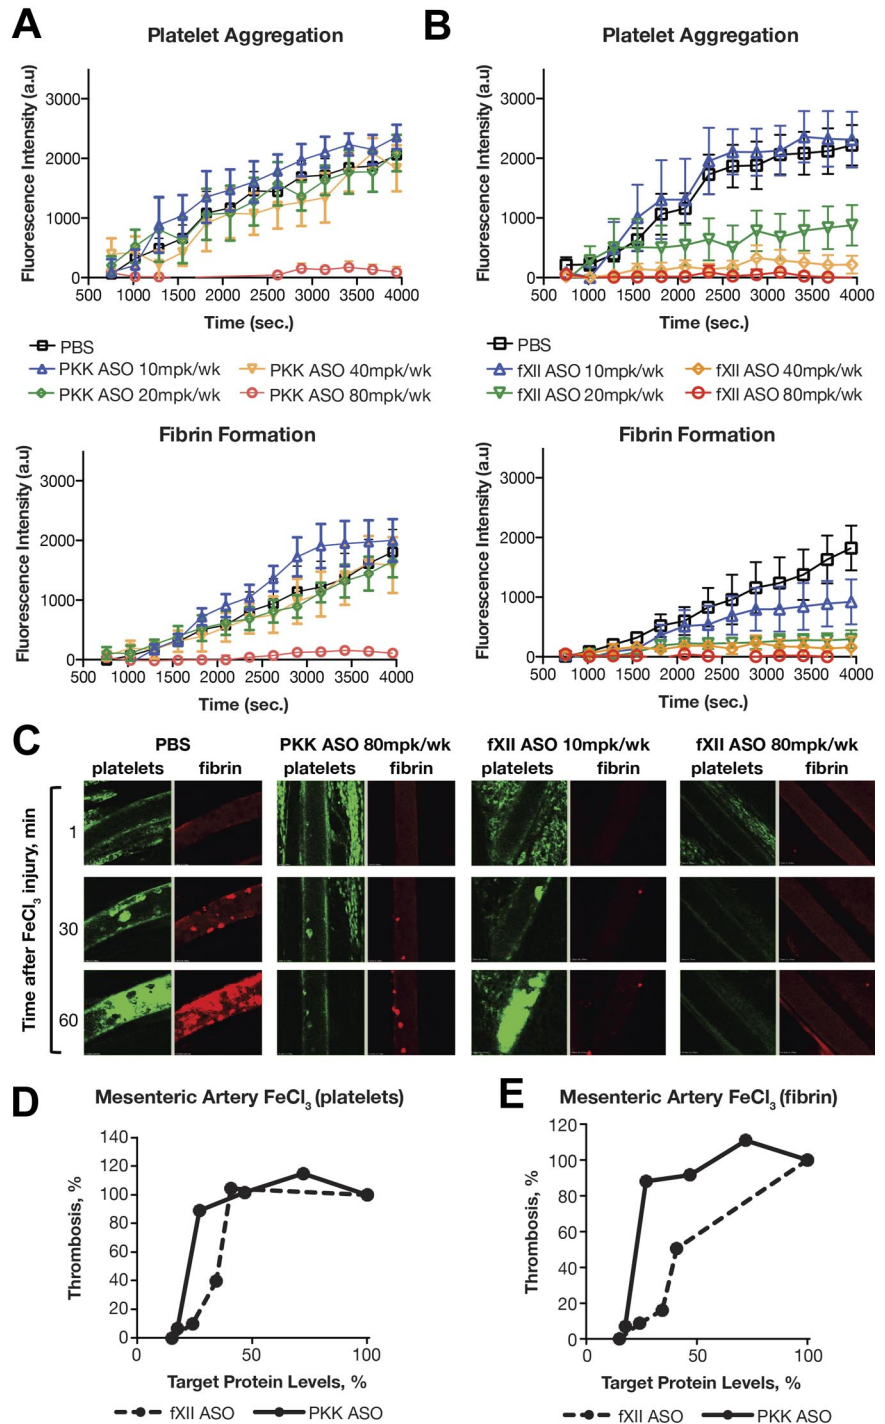 A
B
Platelet Aggregation
Platelet Aggregation
Fluorescence Intensity (a.u)
3000
2000
1000
0
500 1000 1500 2000 2500 3000 3500 4000
Time (sec.)
Fluorescence Intensity (a.u)
3000
2000
1000
0
500 1000 1500 2000 2500 3000 3500 4000
Time (sec.)
PBS
PKK ASO 10mpk/wk
PKK ASO 40mpk/wk
PKK ASO 20mpk/wk
PKK ASO 80mpk/wk
PBS
fXII ASO 10mpk/wk
fXII ASO 40mpk/wk
fXII ASO 20mpk/wk
fXII ASO 80mpk/wk
Fibrin Formation
Fluorescence Intensity (a.u)
3000
2000
1000
0
500 1000 1500 2000 2500 3000 3500 4000
Time (sec.)
Fibrin Formation
Fluorescence Intensity (a.u)
3000
2000
1000
0
500 1000 1500 2000 2500 3000 3500 4000
Time (sec.)
C
PBS PKK ASO 80mpk/wk fXII ASO 10mpk/wk fXII ASO 80mpk/wk
platelets fibrin platelets fibrin platelets fibrin platelets fibrin
Time after FeCl3 injury, min
1
30
60
D
Mesenteric Artery FeCl3 (platelets)
Thrombosis, %
140
120
100
80
60
40
20
0
0 50 100
Target Protein Levels, %
fXII ASO PKK ASO
E
Mesenteric Artery FeCl3 (fibrin)
Thrombosis, %
120
100
80
60
40
20
0
0 50 100
Target Protein Levels, %
fXII ASO PKK ASO